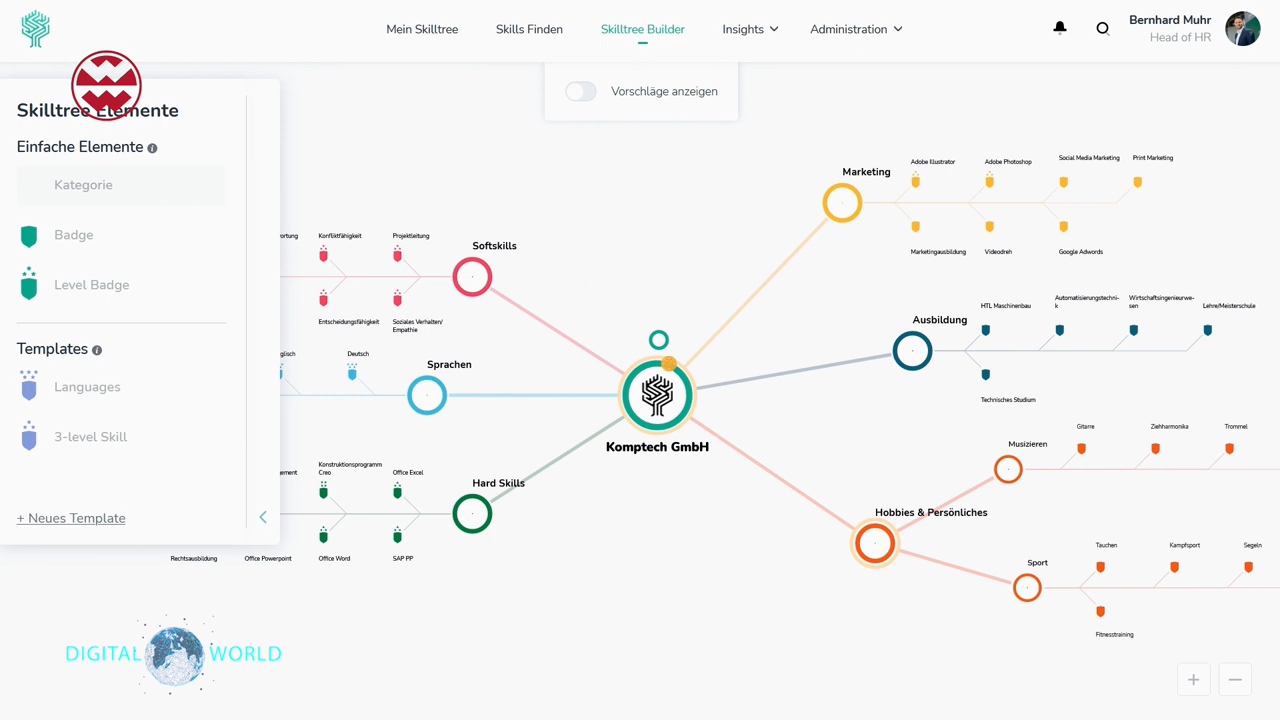 Mein Skilltree
Skills Finden
Skilltree Builder
Insights
Administration
Bernhard Muhr
Head of HR
Vorschläge anzeigen
Skilltree Elemente
Einfache Elemente
Kategorie
Badge
Level Badge
Templates
Languages
3-level Skill
+ Neues Template
Konfliktfähigkeit
Projektleitung
Softskills
Entscheidungsfähigkeit
Soziales Verhalten/
Empathie
Deutsch
Sprachen
Konstruktionsprogramm
Creo
Office Excel
Hard Skills
Rechtsausbildung
Office Powerpoint
Office Word
SAP PP
Komptech GmbH
Marketing
Adobe Illustrator
Adobe Photoshop
Social Media Marketing
Print Marketing
Marketingausbildung
Videodreh
Google Adwords
Ausbildung
HTL Maschinenbau
Automatisierungstechni-
k
Wirtschaftsingenieurwe-
sen
Lehre/Meisterschule
Technisches Studium
Musizieren
Gitarre
Ziehharmonika
Trommel
Hobbies & Persönliches
Sport
Tauchen
Kampfsport
Segeln
Fitnesstraining
DIGITAL WORLD